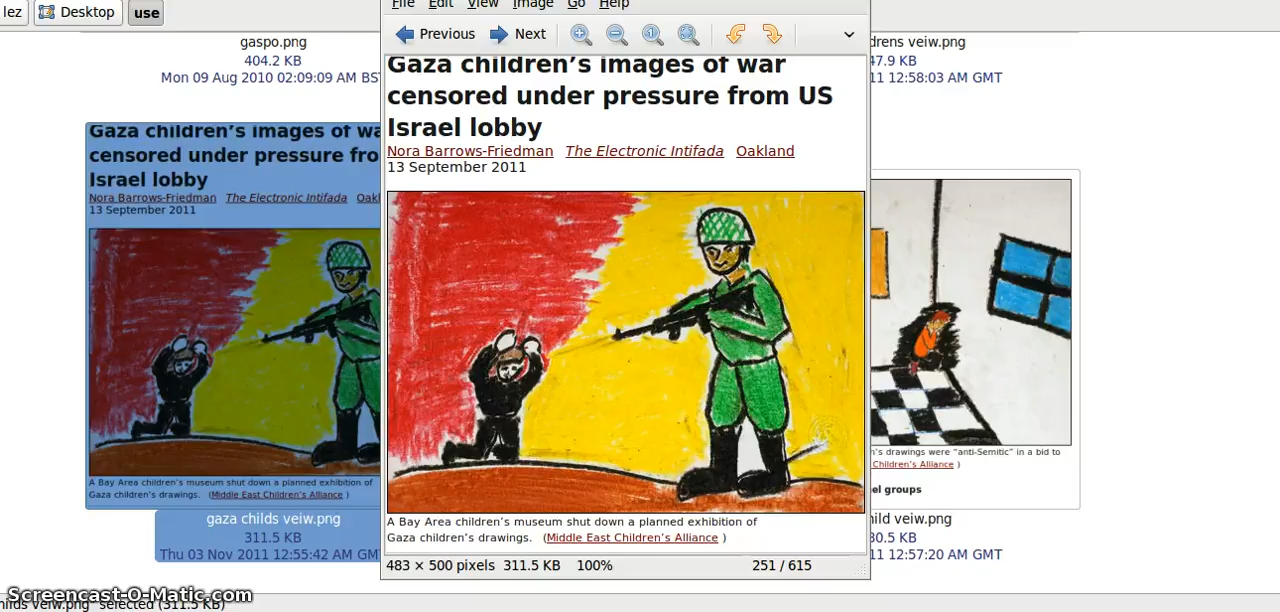 lez Desktop use
File Edit View Image Go Help
Previous Next
gaspo.png
404.2 KB
Mon 09 Aug 2010 02:09:09 AM BST
Gaza children’s images of war
censored under pressure fro
Israel lobby
Nora Barrows-Friedman The Electronic Intifada Oakl
13 September 2011
A Bay Area children’s museum shut down a planned exhibition of
Gaza children’s drawings. (Middle East Children’s Alliance )
gaza childs veiw.png
311.5 KB
Thu 03 Nov 2011 12:55:42 AM GMT
Gaza children’s images of war
censored under pressure from US
Israel lobby
Nora Barrows-Friedman The Electronic Intifada Oakland
13 September 2011
A Bay Area children’s museum shut down a planned exhibition of
Gaza children’s drawings. (Middle East Children’s Alliance )
483 × 500 pixels 311.5 KB 100% 251 / 615
drens veiw.png
47.9 KB
11 12:58:03 AM GMT
n’s drawings were “anti-Semitic” in a bid to
Children’s Alliance )
el groups
hild veiw.png
30.5 KB
11 12:57:20 AM GMT
Screencast-O-Matic.com
hilds veiw.png" selected (311.5 KB)